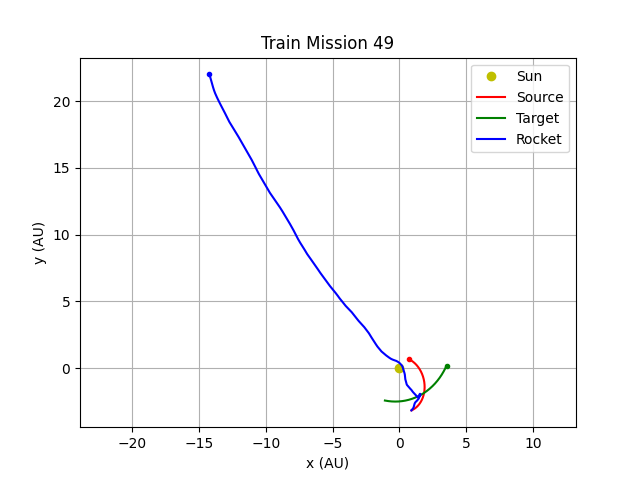 Train Mission 49
Sun
Source
Target
Rocket
y (AU)
20
15
10
5
0
−20
−15
−10
−5
0
5
10
x (AU)